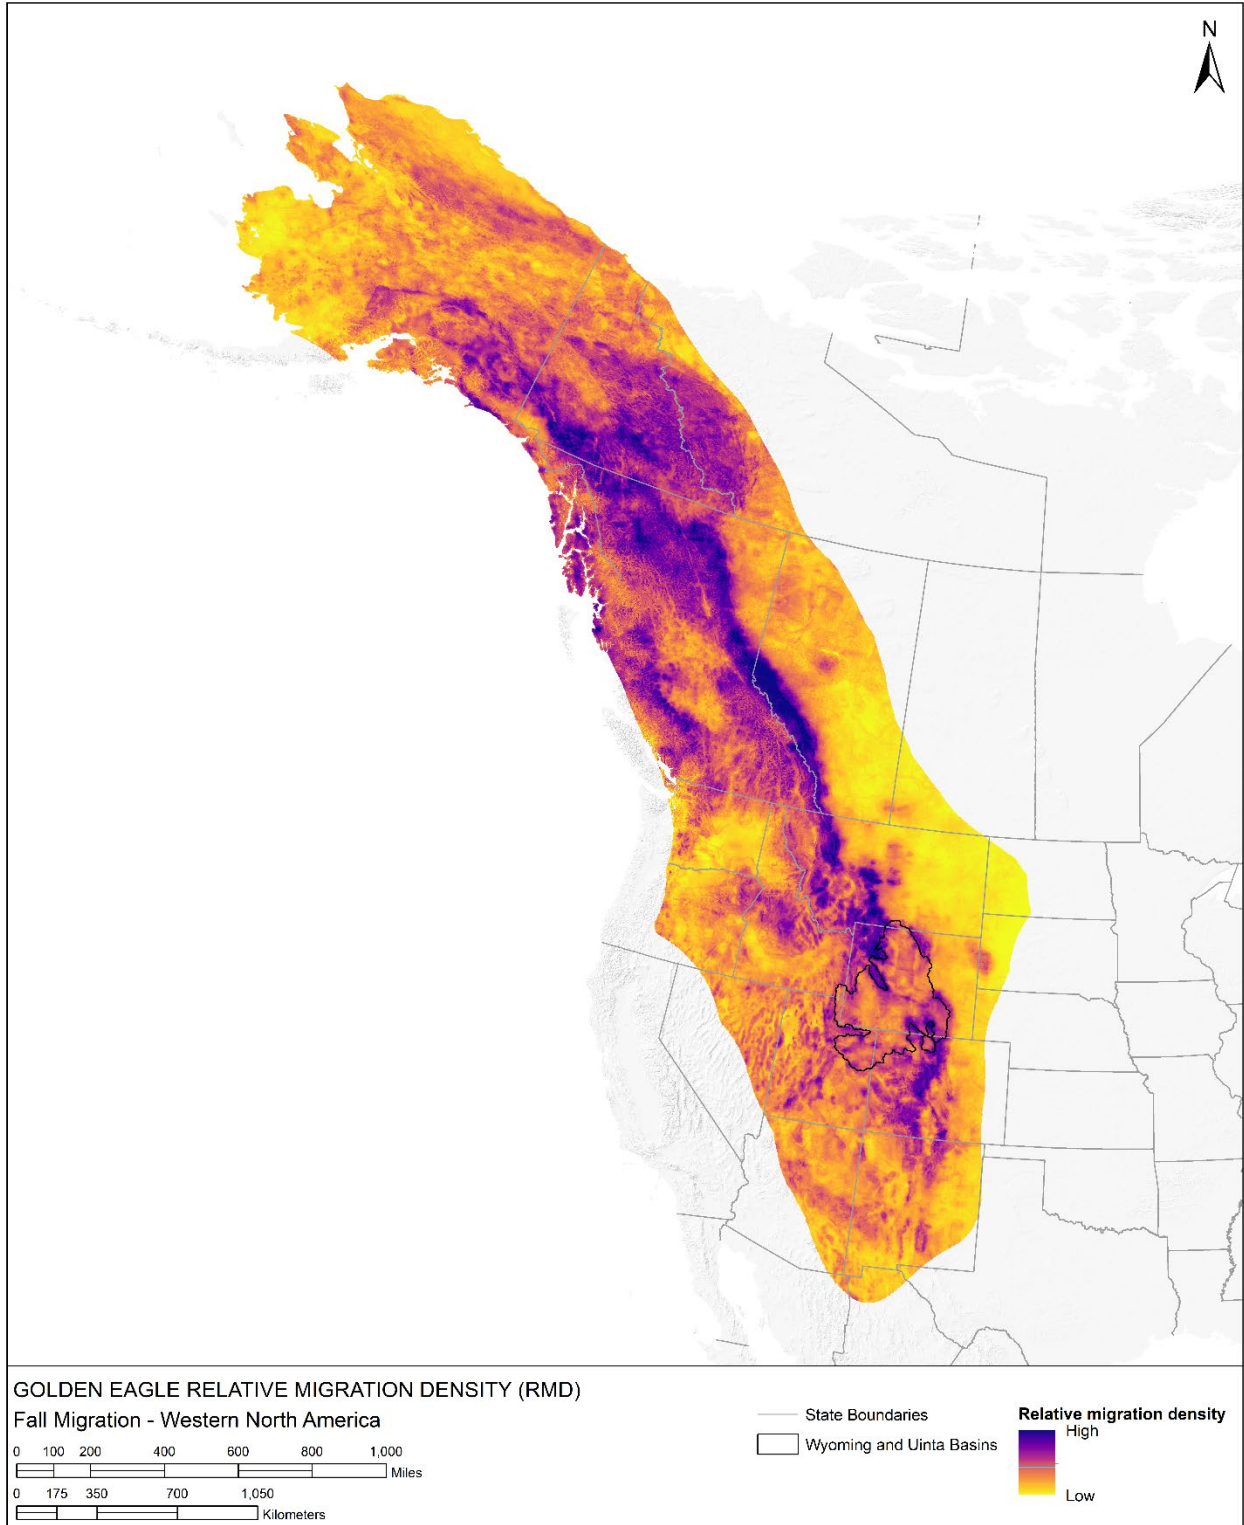 N
GOLDEN EAGLE RELATIVE MIGRATION DENSITY (RMD)
Fall Migration - Western North America
0 100 200 400 600 800 1,000
Miles
0 175 350 700 1,050
Kilometers
State Boundaries
Wyoming and Uinta Basins
Relative migration density
High
Low